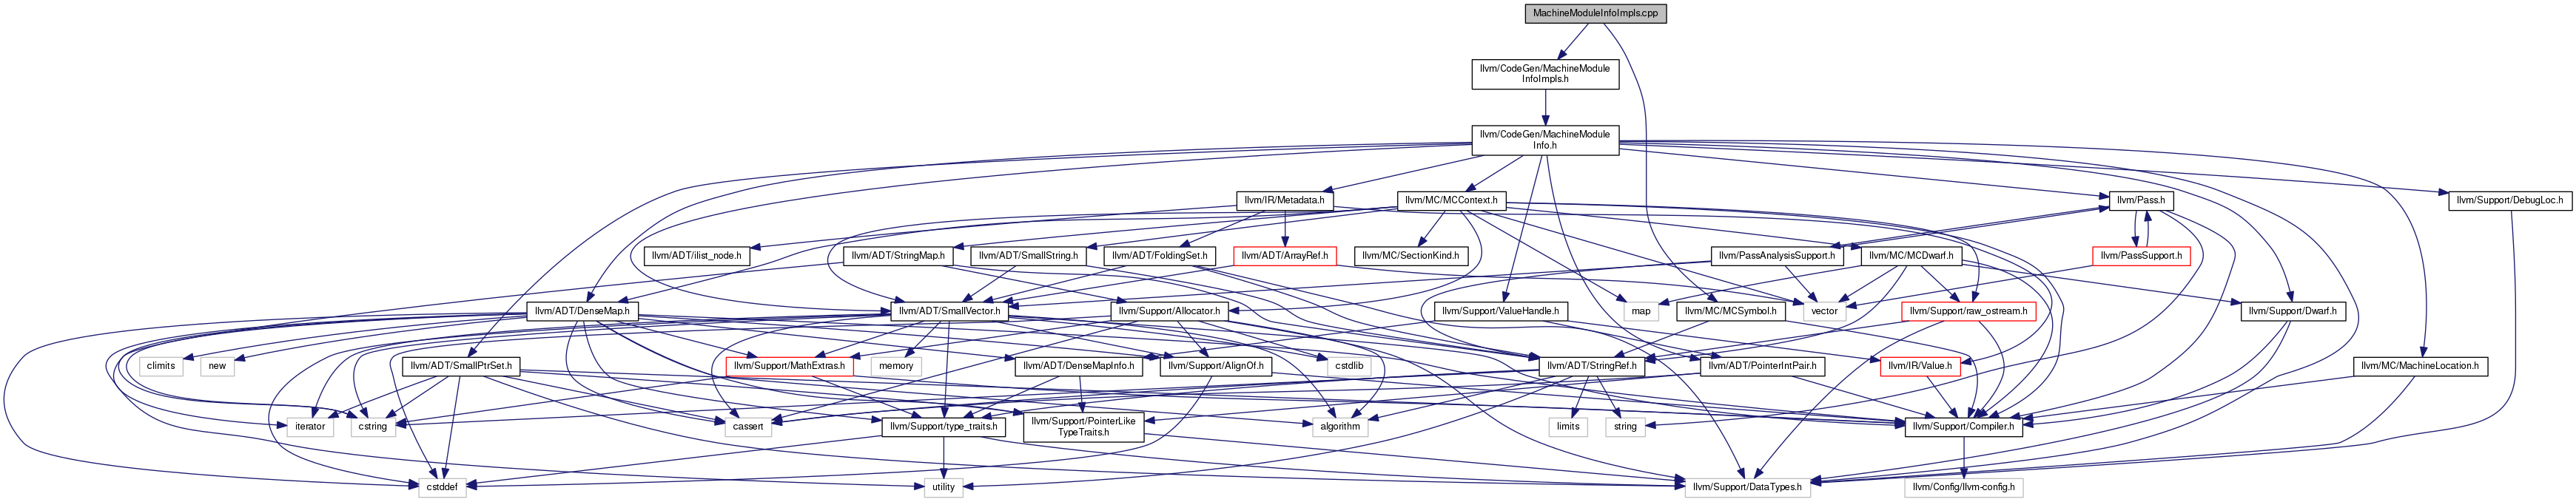 MachineModuleInfoImpls.cpp
llvm/CodeGen/MachineModule
InfoImpls.h
llvm/CodeGen/MachineModule
Info.h
llvm/IR/Metadata.h
llvm/MC/MCContext.h
llvm/Pass.h
llvm/Support/DebugLoc.h
llvm/ADT/ilist_node.h
llvm/ADT/StringMap.h
llvm/ADT/SmallString.h
llvm/ADT/FoldingSet.h
llvm/ADT/ArrayRef.h
llvm/MC/SectionKind.h
llvm/PassAnalysisSupport.h
llvm/MC/MCDwarf.h
llvm/PassSupport.h
llvm/ADT/DenseMap.h
llvm/ADT/SmallVector.h
llvm/Support/Allocator.h
llvm/Support/ValueHandle.h
map
llvm/MC/MCSymbol.h
vector
llvm/Support/raw_ostream.h
llvm/Support/Dwarf.h
climits
new
llvm/ADT/SmallPtrSet.h
llvm/Support/MathExtras.h
memory
llvm/ADT/DenseMapInfo.h
llvm/Support/AlignOf.h
cstdlib
llvm/ADT/StringRef.h
llvm/ADT/PointerIntPair.h
llvm/IR/Value.h
llvm/MC/MachineLocation.h
iterator
cstring
cassert
llvm/Support/type_traits.h
llvm/Support/PointerLike
TypeTraits.h
algorithm
limits
string
llvm/Support/Compiler.h
cstddef
utility
llvm/Support/DataTypes.h
llvm/Config/llvm-config.h